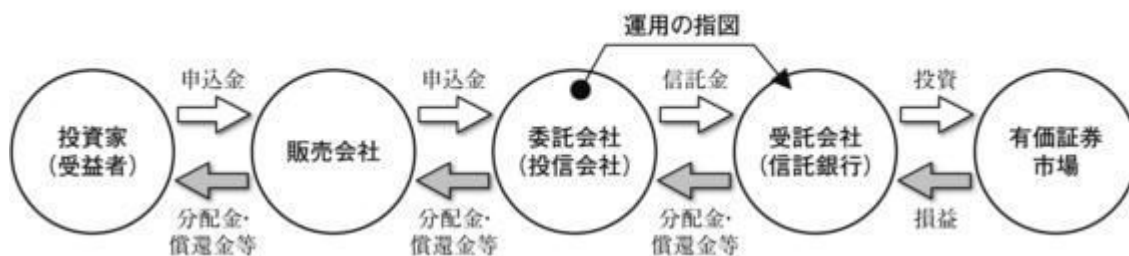 運用の指図
申込金
申込金
信託金
投資
投資家
(受益者)
販売会社
委託会社
(投信会社)
受託会社
(信託銀行)
有価証券
市場
分配金・
償還金等
分配金・
償還金等
分配金・
償還金等
損益